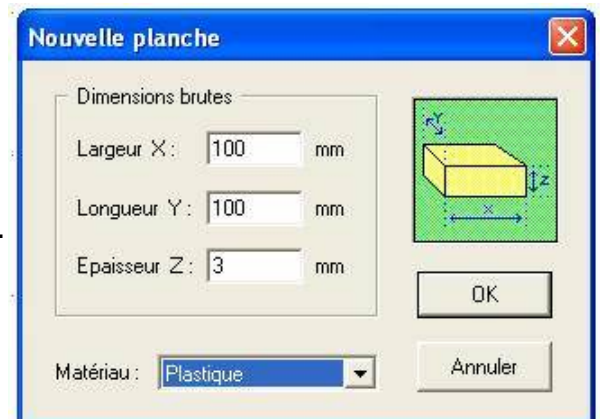 Nouvelle planche
Dimensions brutes
Largeur X : 100 mm
Longueur Y : 100 mm
Epaisseur Z : 3 mm
Matériau : Plastique
Y
Z
X
OK
Annuler